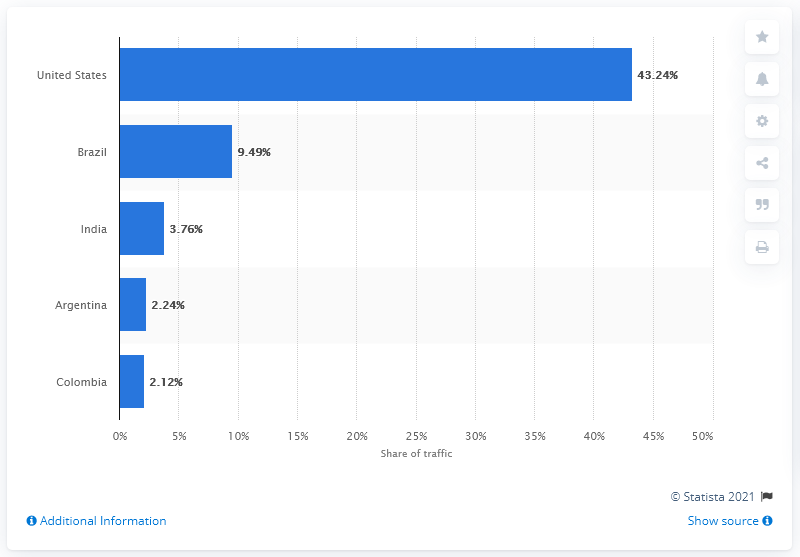 United States 43.24%
Brazil 9.49%
India 3.76%
Argentina 2.24%
Colombia 2.12%
0% 5% 10% 15% 20% 25% 30% 35% 40% 45% 50%
Share of traffic
© Statista 2021
Additional Information Show source